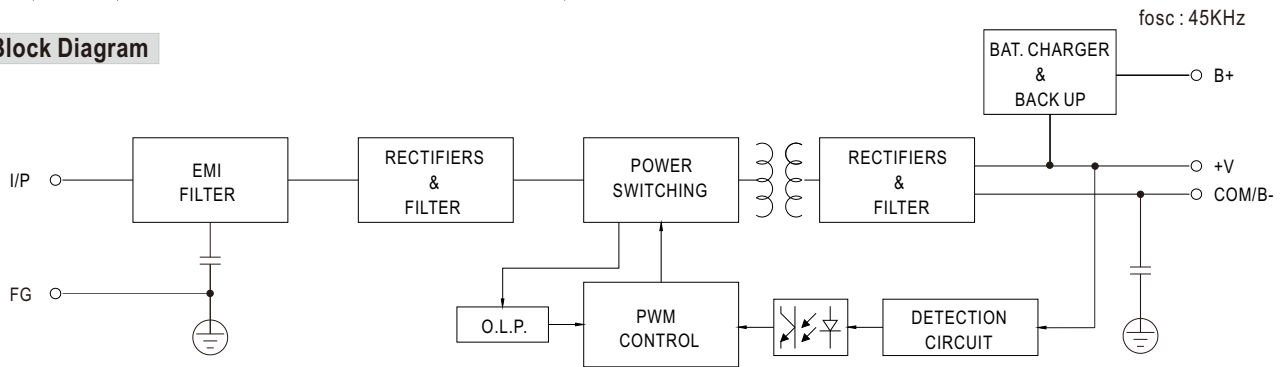 fosc : 45KHz
Block Diagram
BAT. CHARGER
&
BACK UP
B+
I/P
EMI
FILTER
RECTIFIERS
&
FILTER
POWER
SWITCHING
RECTIFIERS
&
FILTER
+V
COM/B-
FG
O.L.P.
PWM
CONTROL
DETECTION
CIRCUIT